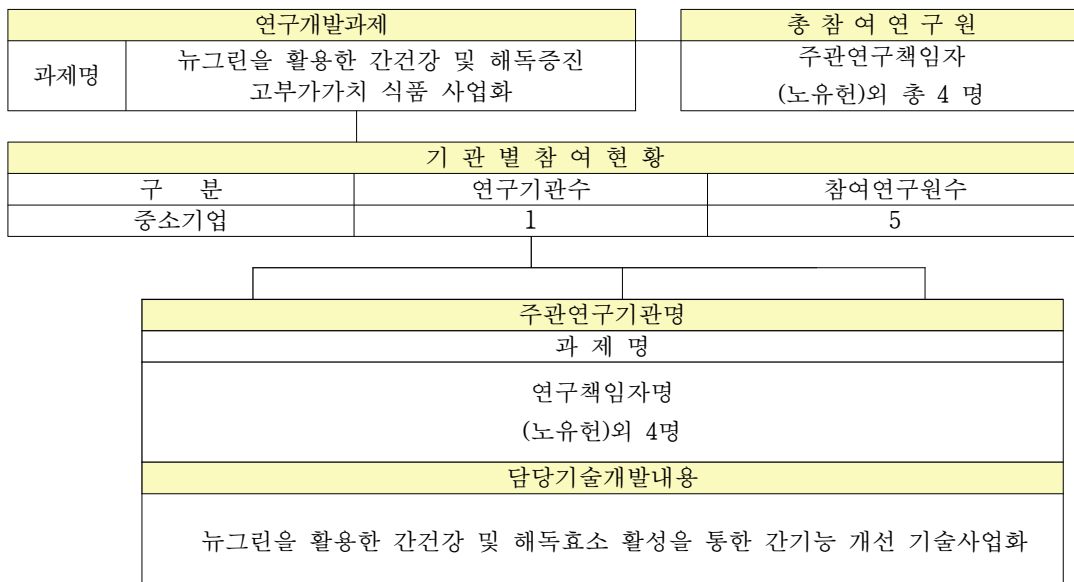 연구개발과제
총 참 여 연 구 원
과제명
뉴그린을 활용한 간건강 및 해독증진
고부가가치 식품 사업화
주관연구책임자
(노유헌)외 총 4 명
기 관 별 참 여 현 황
구 분 연구기관수 참여연구원수
중소기업 1 5
주관연구기관명
과 제 명
연구책임자명
(노유헌)외 4명
담당기술개발내용
뉴그린을 활용한 간건강 및 해독효소 활성을 통한 간기능 개선 기술사업화